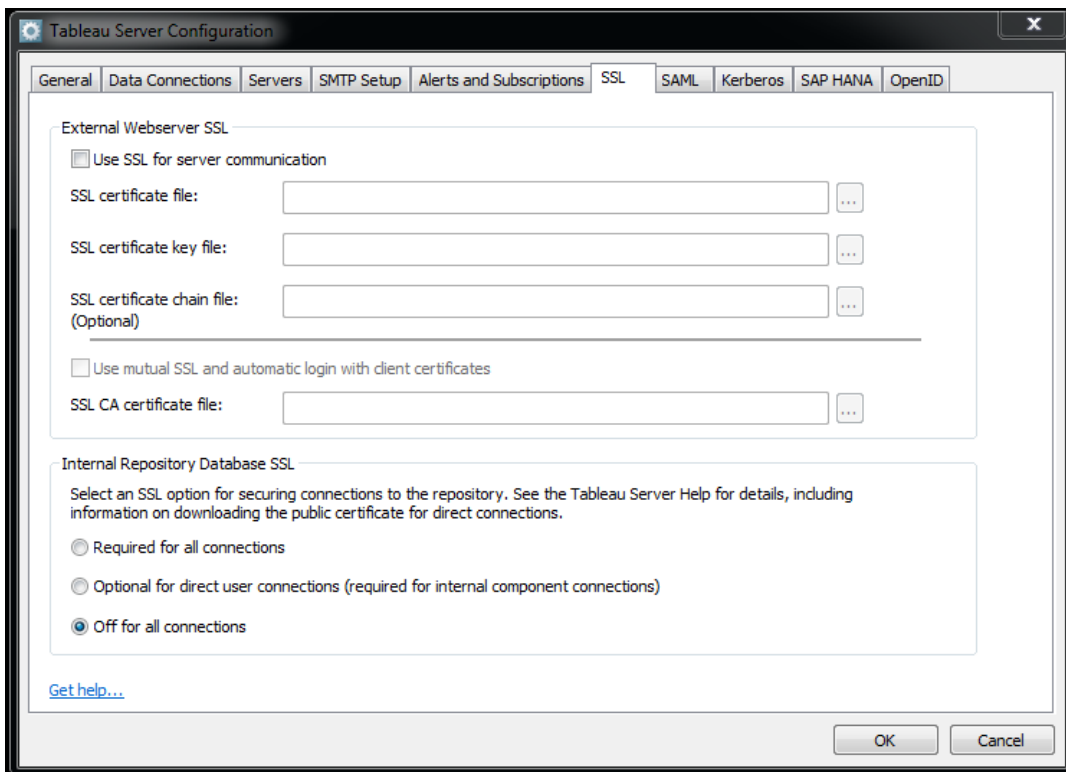 Tableau Server Configuration
x
General Data Connections Servers SMTP Setup Alerts and Subscriptions SSL SAML Kerberos SAP HANA OpenID
External Webserver SSL
Use SSL for server communication
SSL certificate file:
...
SSL certificate key file:
...
SSL certificate chain file:
(Optional)
...
Use mutual SSL and automatic login with client certificates
SSL CA certificate file:
...
Internal Repository Database SSL
Select an SSL option for securing connections to the repository. See the Tableau Server Help for details, including
information on downloading the public certificate for direct connections.
Required for all connections
Optional for direct user connections (required for internal component connections)
Off for all connections
Get help...
OK Cancel